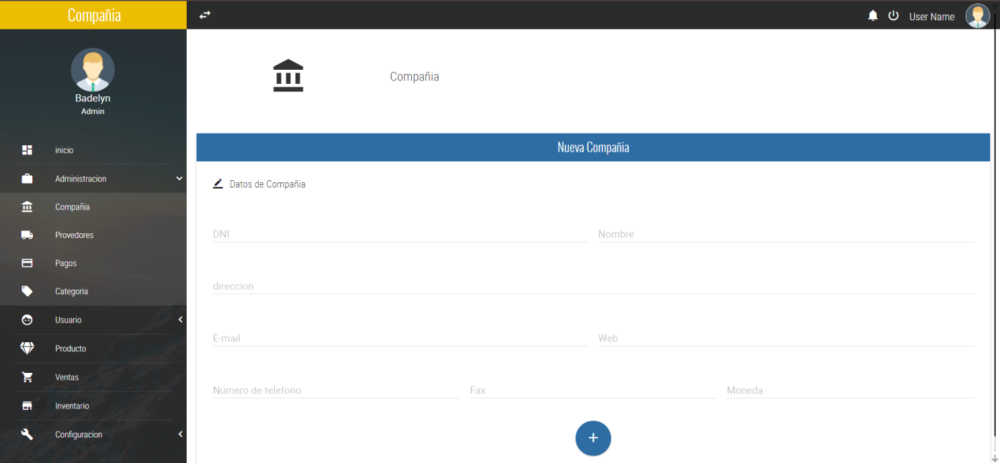 Compañia
User Name
Badelyn
Admin
inicio
Administracion
Compañia
Provedores
Pagos
Categoria
Usuario
Producto
Ventas
Inventario
Configuracion
Compañia
Nueva Compañia
Datos de Compañia
DNI Nombre
direccion
E-mail Web
Numero de telefono Fax Moneda